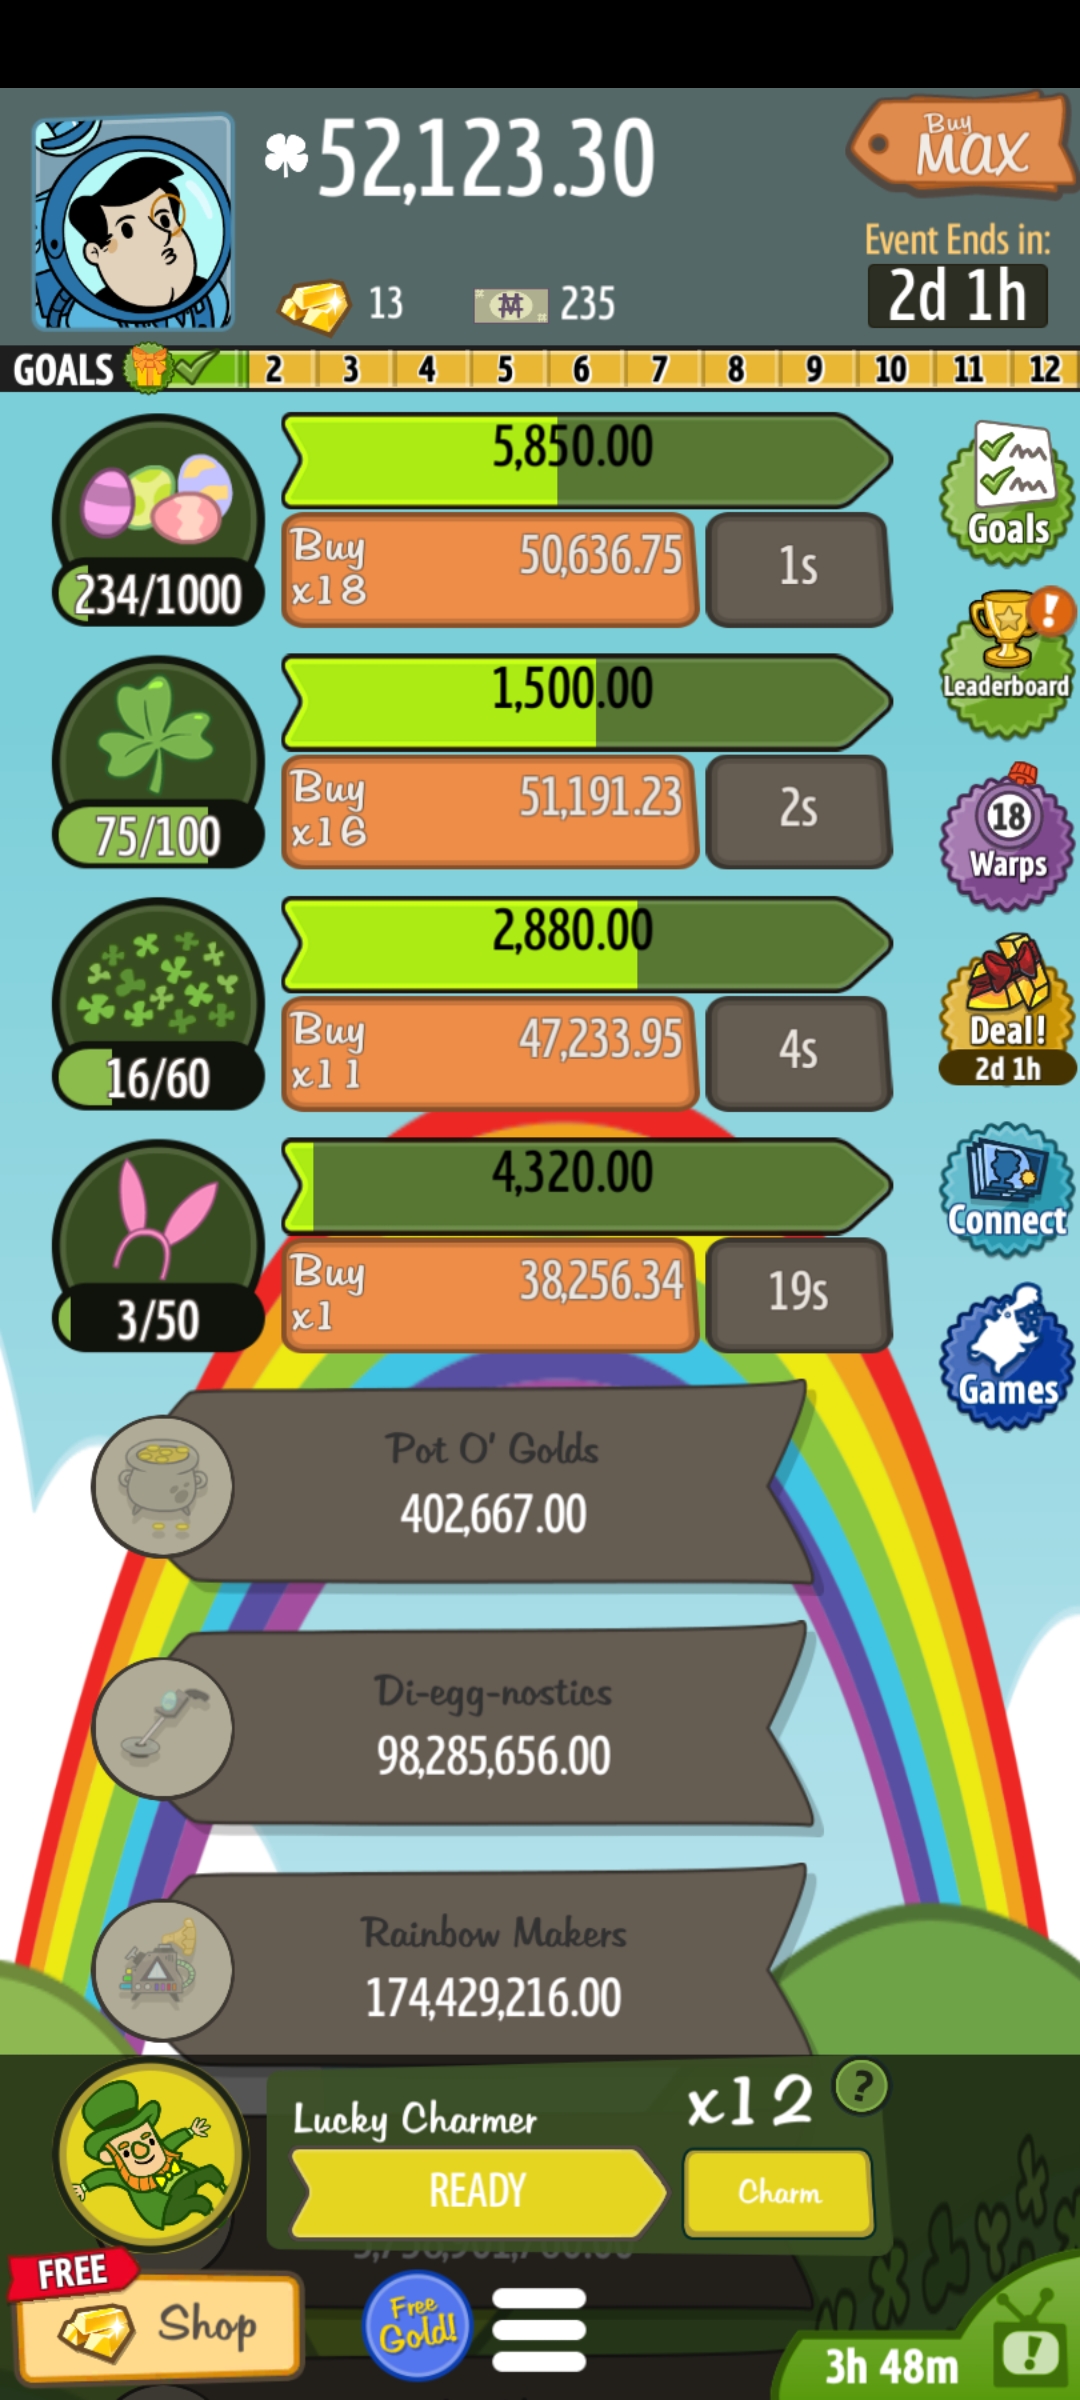 52,123.30
Buy
MAX
Event Ends in:
2d 1h
13
235
GOALS 2 3 4 5 6 7 8 9 10 11 12
5,850.00
Buy
x18
50,636.75
1s
234/1000
Goals
1,500.00
Buy
x16
51,191.23
2s
75/100
!
Leaderboard
18
Warps
2,880.00
Buy
x11
47,233.95
4s
16/60
Deal!
2d 1h
4,320.00
Buy
x1
38,256.34
19s
3/50
Connect
Games
Pot O' Golds
402,667.00
Di-egg-nostics
98,285,656.00
Rainbow Makers
174,429,216.00
Lucky Charmer
x12
?
READY
Charm
FREE
Shop
Free
Gold!
3h 48m
!